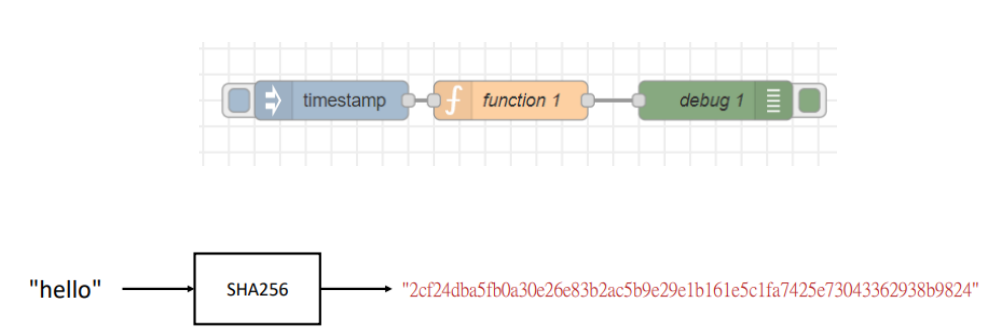 timestamp function 1 debug 1
"hello" SHA256 "2cf24dba5fb0a30e26e83b2ac5b9e29e1b161e5c1fa7425e73043362938b9824"